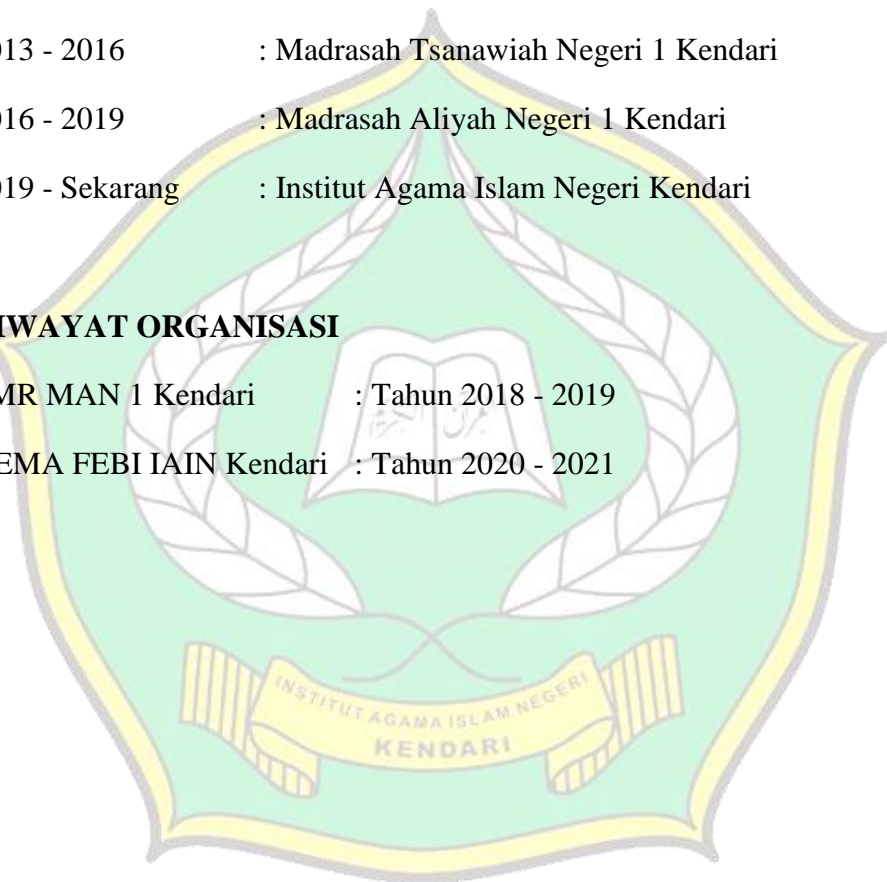 013 - 2016 : Madrasah Tsanawiah Negeri 1 Kendari
016 - 2019 : Madrasah Aliyah Negeri 1 Kendari
019 - Sekarang : Institut Agama Islam Negeri Kendari
IWAYAT ORGANISASI
MR MAN 1 Kendari : Tahun 2018 - 2019
EMA FEBI IAIN Kendari : Tahun 2020 - 2021
INSTITUT AGAMA ISLAM NEGERI
KENDARI